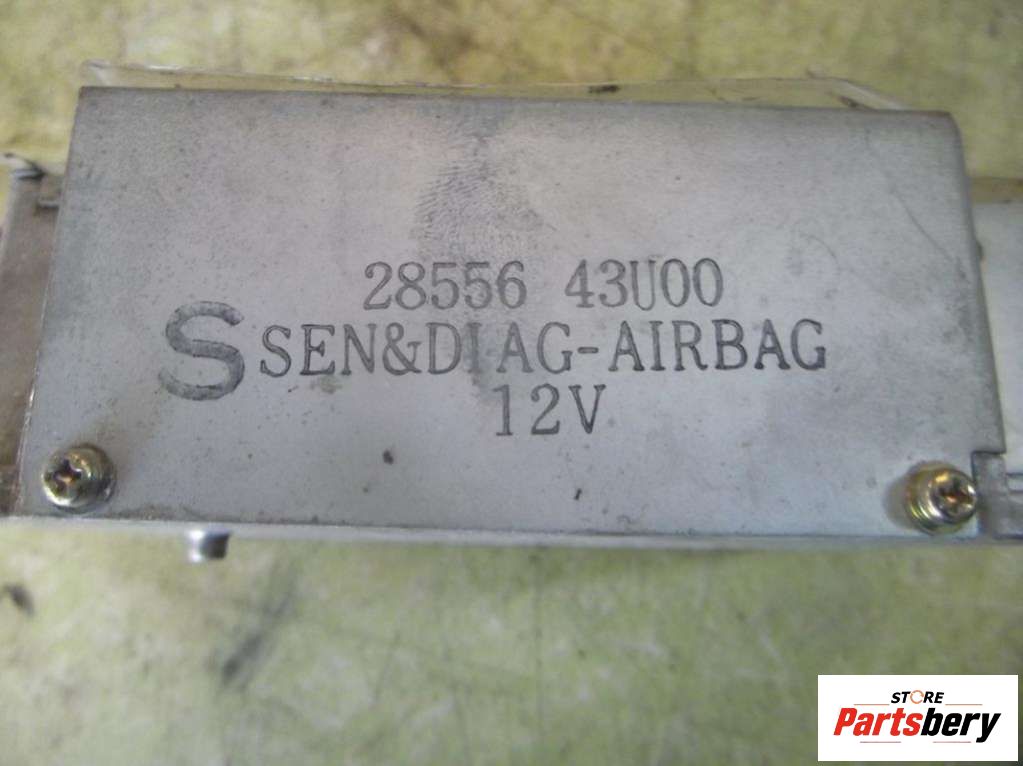 28556 43U00
S SEN&DIAG-AIRBAG
12V
STORE
Partsbery